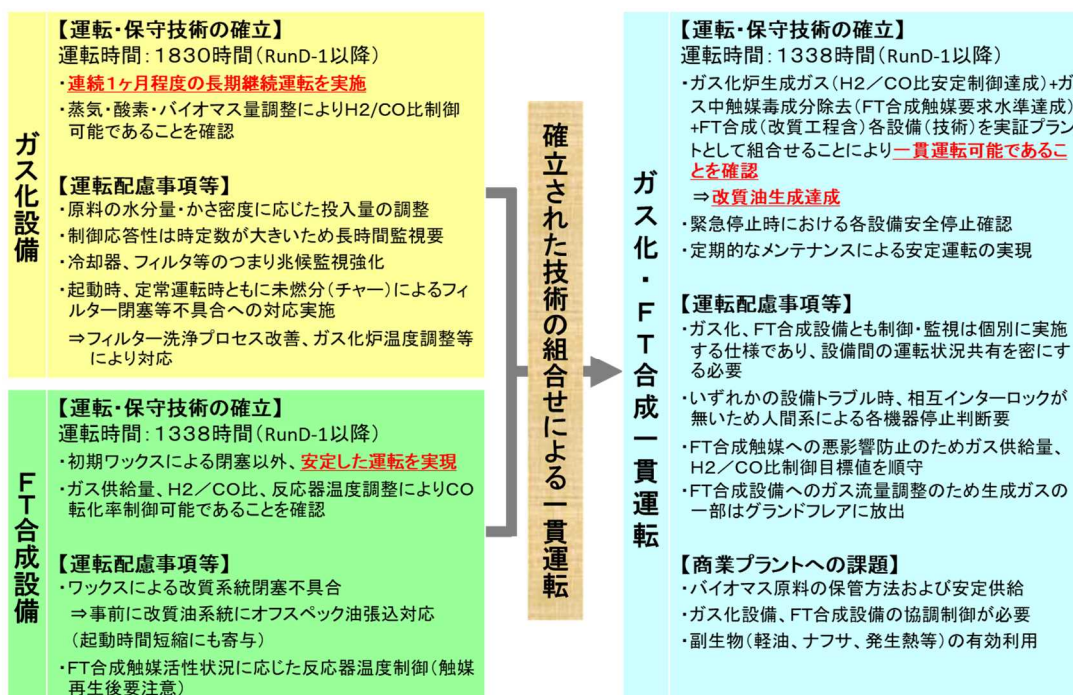 ガス化設備
【運転・保守技術の確立】
運転時間：1830時間（RunD-1以降）
・連続1ヶ月程度の長期継続運転を実施
・蒸気・酸素・バイオマス量調整によりH2/CO比制御
可能であることを確認
【運転配慮事項等】
・原料の水分量・かさ密度に応じた投入量の調整
・制御応答性は時定数が大きいため長時間監視要
・冷却器、フィルタ等のつまり兆候監視強化
・起動時、定常運転時ともに未燃分（チャー）によるフィ
ルター閉塞等不具合への対応実施
⇒フィルター洗浄プロセス改善、ガス化炉温度調整等
により対応
FT合成設備
【運転・保守技術の確立】
運転時間：1338時間（RunD-1以降）
・初期ワックスによる閉塞以外、安定した運転を実現
・ガス供給量、H2／CO比、反応器温度調整によりCO
転化率制御可能であることを確認
【運転配慮事項等】
・ワックスによる改質系統閉塞不具合
⇒事前に改質油系統にオフスペック油張込対応
（起動時間短縮にも寄与）
・FT合成触媒活性状況に応じた反応器温度制御（触媒
再生後要注意）
確立された技術の組合せによる一貫運転
ガス化・FT合成一貫運転
【運転・保守技術の確立】
運転時間：1338時間（RunD-1以降）
・ガス化炉生成ガス（H2／CO比安定制御達成）+ガ
ス中触媒毒成分除去（FT合成触媒要求水準達成）
+FT合成（改質工程含）各設備（技術）を実証プラン
トとして組合せることにより一貫運転可能であるこ
とを確認
⇒改質油生成達成
・緊急停止時における各設備安全停止確認
・定期的なメンテナンスによる安定運転の実現
【運転配慮事項等】
・ガス化、FT合成設備とも制御・監視は個別に実施
する仕様であり、設備間の運転状況共有を密にす
る必要
・いずれかの設備トラブル時、相互インターロックが
無いため人間系による各機器停止判断要
・FT合成触媒への悪影響防止のためガス供給量、
H2／CO比制御目標値を順守
・FT合成設備へのガス流量調整のため生成ガスの
一部はグランドフレアに放出
【商業プラントへの課題】
・バイオマス原料の保管方法および安定供給
・ガス化設備、FT合成設備の協調制御が必要
・副生物（軽油、ナフサ、発生熱等）の有効利用